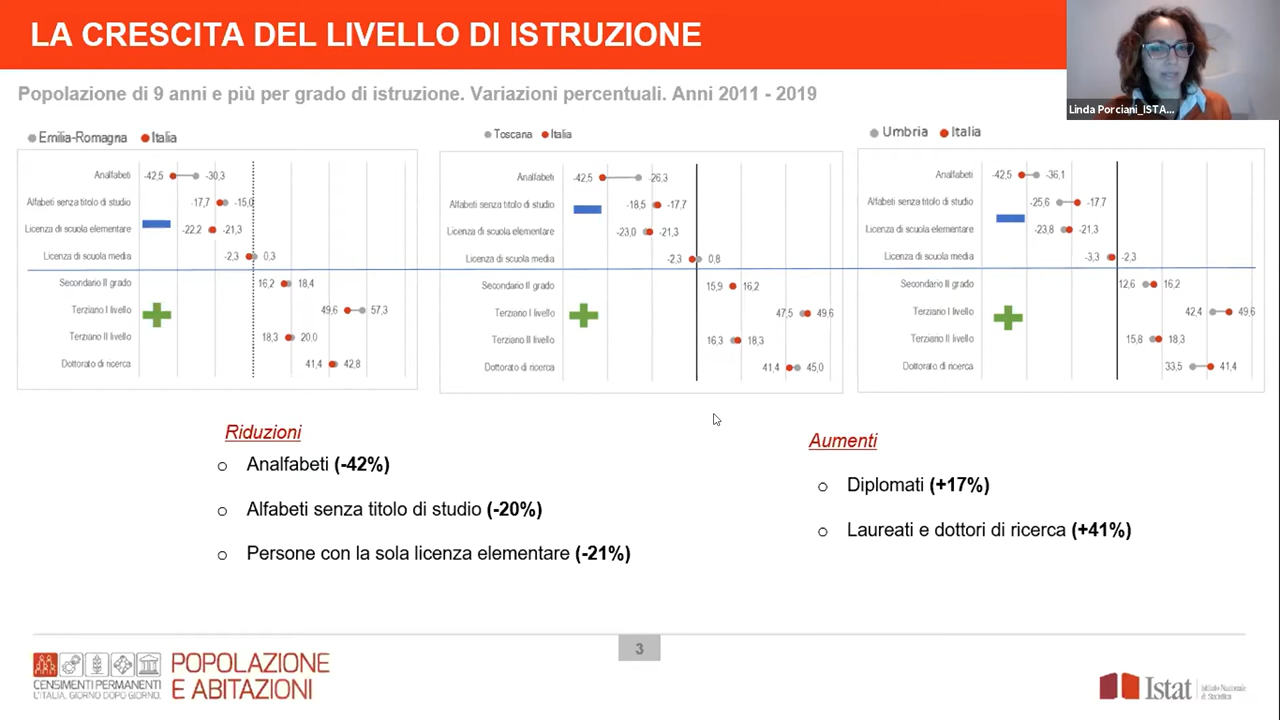 LA CRESCITA DEL LIVELLO DI ISTRUZIONE
Linda Porciani_ISTA...
Popolazione di 9 anni e più per grado di istruzione. Variazioni percentuali. Anni 2011 - 2019
Emilia-Romagna Italia
Analfabeti -42,5 -30,3
Alfabeti senza titolo di studio -17,7 -15,0
Licenza di scuola elementare -22,2 -21,3
Licenza di scuola media -2,3 0,3
Secondario II grado 16,2 18,4
Terziario I livello 49,6 57,3
Terziario II livello 18,3 20,0
Dottorato di ricerca 41,4 42,8
Toscana Italia
Analfabeti -42,5 -26,3
Alfabeti senza titolo di studio -18,5 -17,7
Licenza di scuola elementare -23,0 -21,3
Licenza di scuola media -2,3 0,8
Secondario II grado 15,9 16,2
Terziario I livello 47,5 49,6
Terziario II livello 16,3 18,3
Dottorato di ricerca 41,4 45,0
Umbria Italia
Analfabeti -42,5 -36,1
Alfabeti senza titolo di studio -25,6 -17,7
Licenza di scuola elementare -23,8 -21,3
Licenza di scuola media -3,3 -2,3
Secondario II grado 12,6 16,2
Terziario I livello 42,4 49,6
Terziario II livello 15,8 18,3
Dottorato di ricerca 33,5 41,4
Riduzioni
Analfabeti (-42%)
Alfabeti senza titolo di studio (-20%)
Persone con la sola licenza elementare (-21%)
Aumenti
Diplomati (+17%)
Laureati e dottori di ricerca (+41%)
3
CENSIMENTI PERMANENTI
L'ITALIA. GIORNO DOPO GIORNO.
POPOLAZIONE
E ABITAZIONI
Istat
Istituto Nazionale
di Statistica